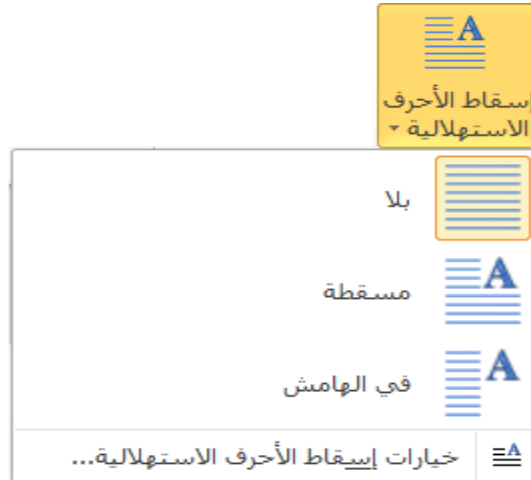 إسقاط الأحرف
الاستهلالية
بلا
مسقطة
في الهامش
خيارات إسقاط الأحرف الاستهلالية...